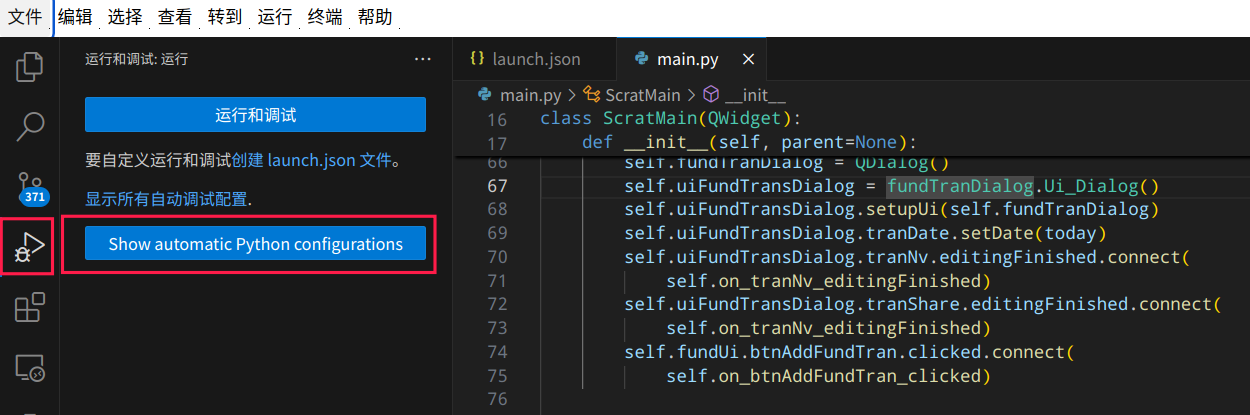 文件 编辑 选择 查看 转到 运行 终端 帮助
运行和调试: 运行 ···
运行和调试
要自定义运行和调试创建 launch.json 文件。
371
显示所有自动调试配置.
Show automatic Python configurations
{} launch.json main.py ×
main.py > ScratMain > __init__
16 class ScratMain(QWidget):
17 def __init__(self, parent=None):
66 self.fundTranDialog = QDialog()
67 self.uiFundTransDialog = fundTranDialog.Ui_Dialog()
68 self.uiFundTransDialog.setupUi(self.fundTranDialog)
69 self.uiFundTransDialog.tranDate.setDate(today)
70 self.uiFundTransDialog.tranNv.editingFinished.connect(
71 self.on_tranNv_editingFinished)
72 self.uiFundTransDialog.tranShare.editingFinished.connect(
73 self.on_tranNv_editingFinished)
74 self.fundUi.btnAddFundTran.clicked.connect(
75 self.on_btnAddFundTran_clicked)
76